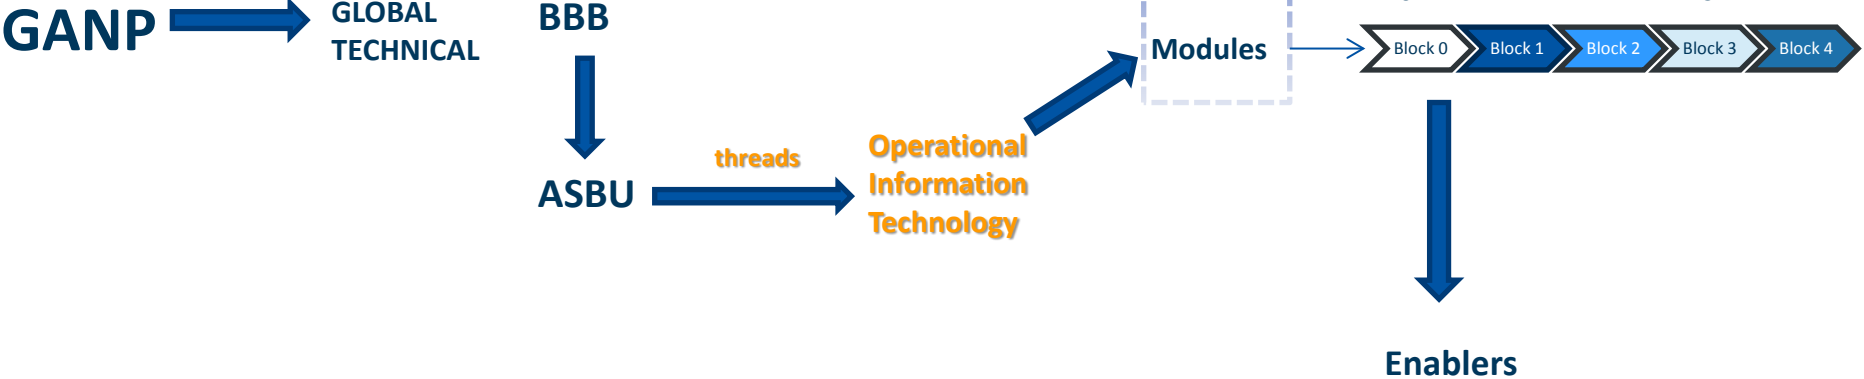 GANP
GLOBAL
TECHNICAL
BBB
ASBU
threads
Operational
Information
Technology
Modules
Block 0
Block 1
Block 2
Block 3
Block 4
Enablers